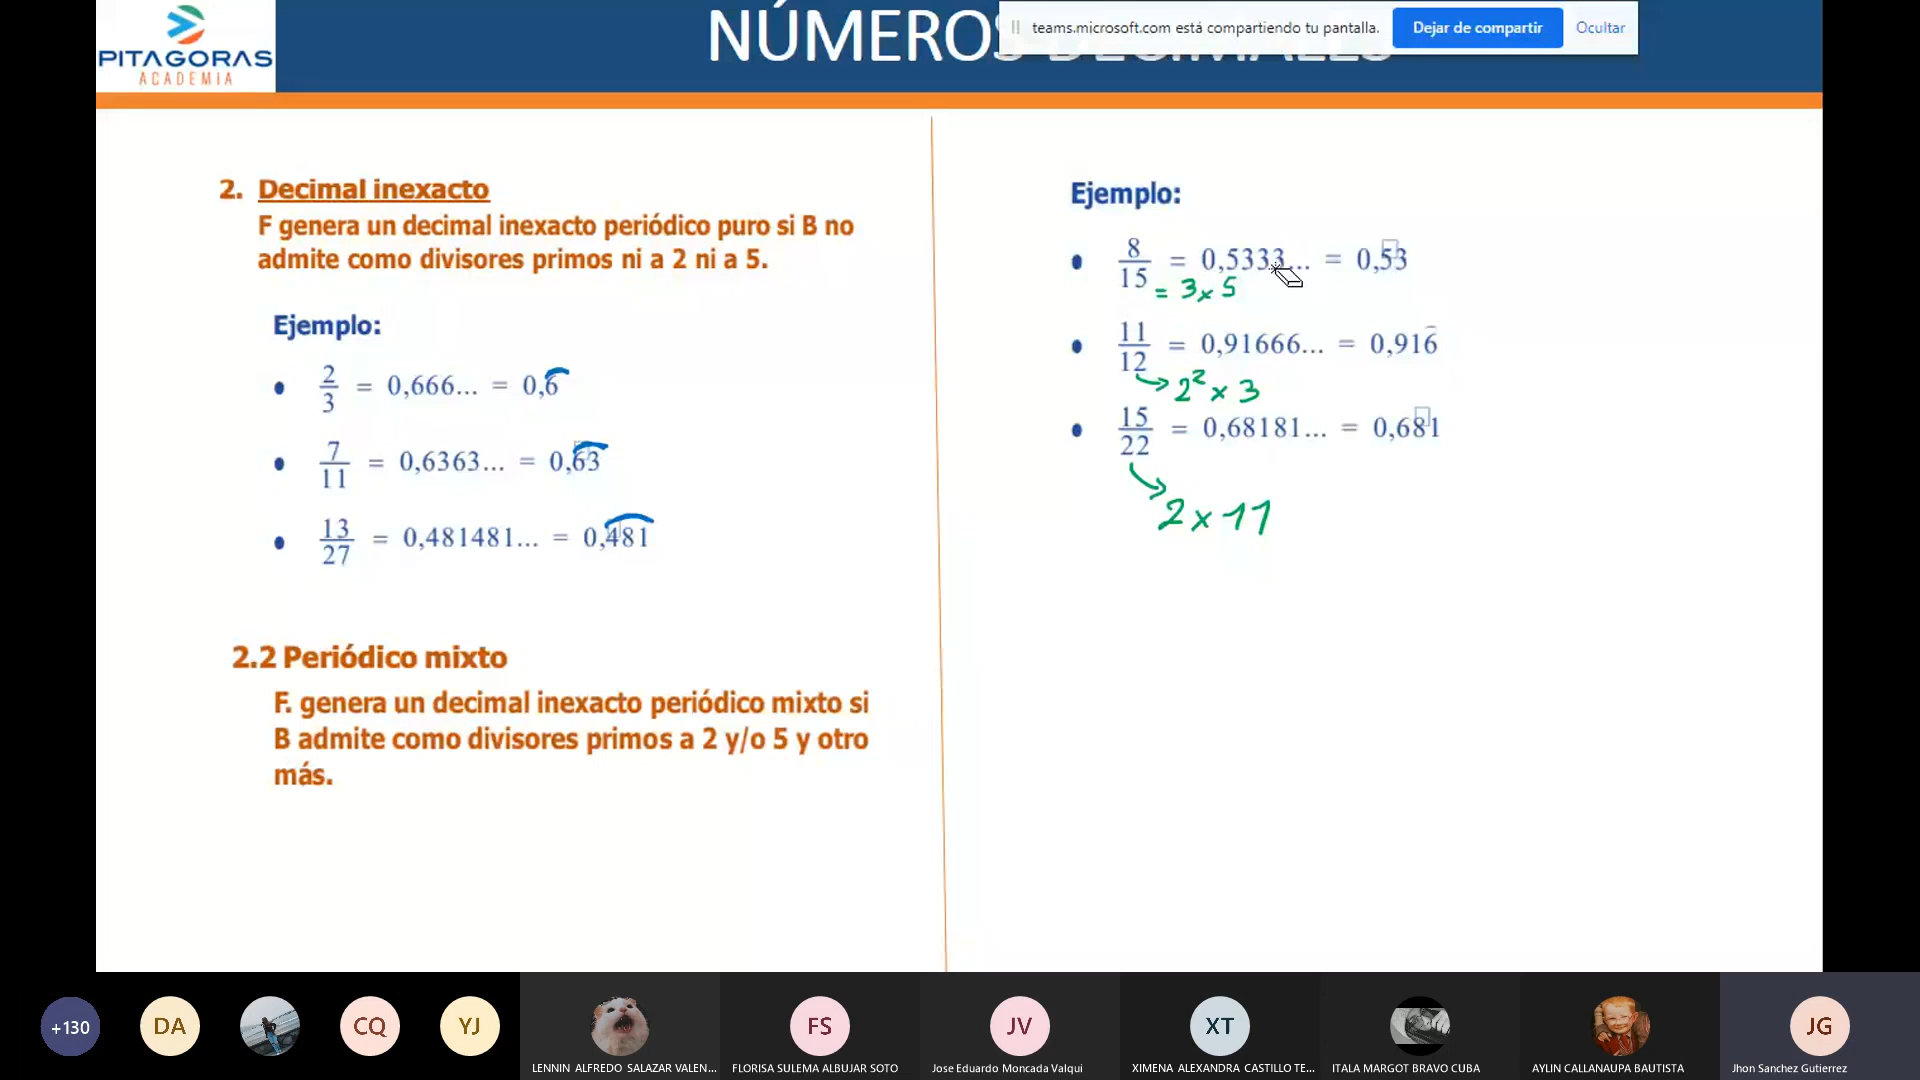 PITAGORAS
ACADEMIA
NÚMEROS DECIMALES
teams.microsoft.com está compartiendo tu pantalla.
Dejar de compartir
Ocultar
2. Decimal inexacto
F genera un decimal inexacto periódico puro si B no
admite como divisores primos ni a 2 ni a 5.
Ejemplo:
• 2/3 = 0,666... = 0,6
• 7/11 = 0,6363... = 0,63
• 13/27 = 0,481481... = 0,481
2.2 Periódico mixto
F. genera un decimal inexacto periódico mixto si
B admite como divisores primos a 2 y/o 5 y otro
más.
Ejemplo:
• 8/15 = 0,5333... = 0,53
= 3 x 5
• 11/12 = 0,91666... = 0,916
→ 2² x 3
• 15/22 = 0,68181... = 0,681
→ 2 x 11
+130
DA
CQ
YJ
LENNIN ALFREDO SALAZAR VALEN...
FS
FLORISA SULEMA ALBUJAR SOTO
JV
Jose Eduardo Moncada Valqui
XT
XIMENA ALEXANDRA CASTILLO TE...
ITALA MARGOT BRAVO CUBA
AYLIN CALLANAUPA BAUTISTA
JG
Jhon Sanchez Gutierrez